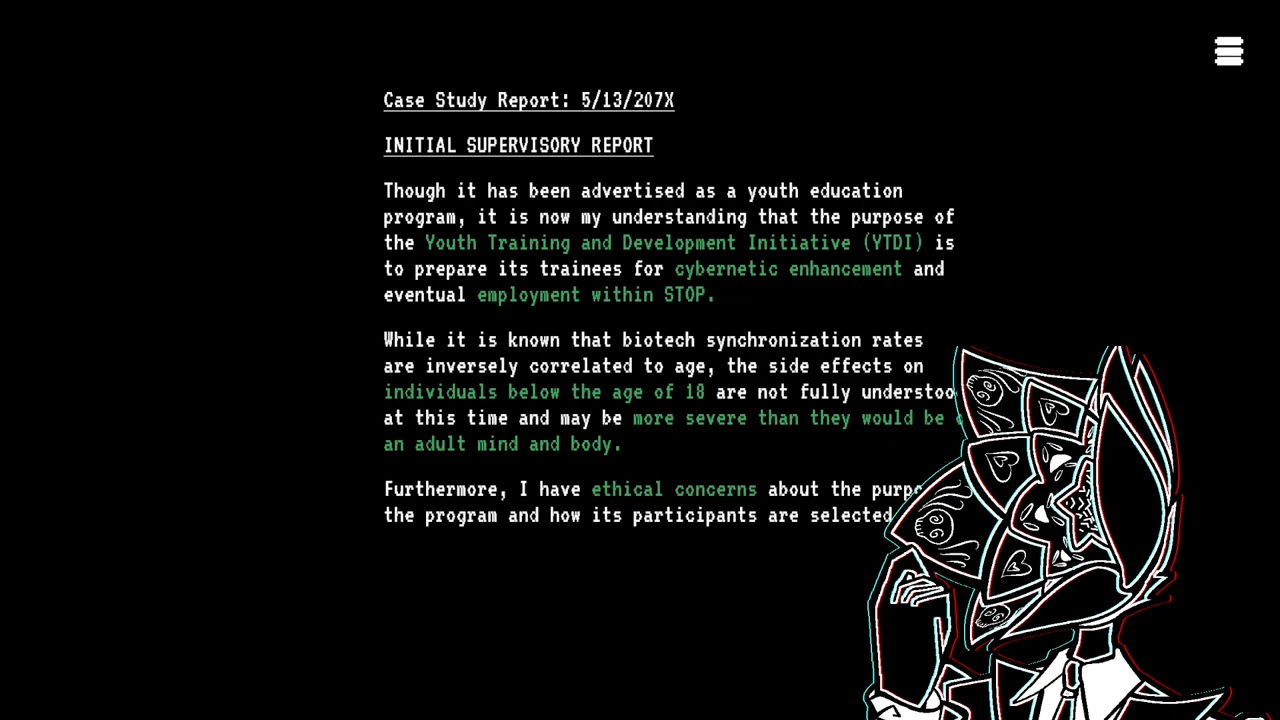 Case Study Report: 5/13/207X
INITIAL SUPERVISORY REPORT
Though it has been advertised as a youth education
program, it is now my understanding that the purpose of
the Youth Training and Development Initiative (YTDI) is
to prepare its trainees for cybernetic enhancement and
eventual employment within STOP.
While it is known that biotech synchronization rates
are inversely correlated to age, the side effects on
individuals below the age of 18 are not fully understoo
at this time and may be more severe than they would be
an adult mind and body.
Furthermore, I have ethical concerns about the purp
the program and how its participants are selected